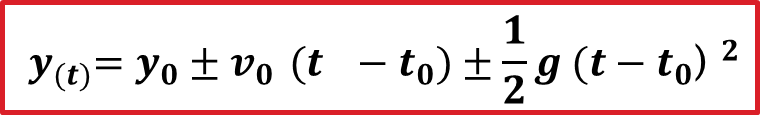 y₍ₜ₎= y₀ ± v₀ (t − t₀) ± 1/2 g (t − t₀) ²